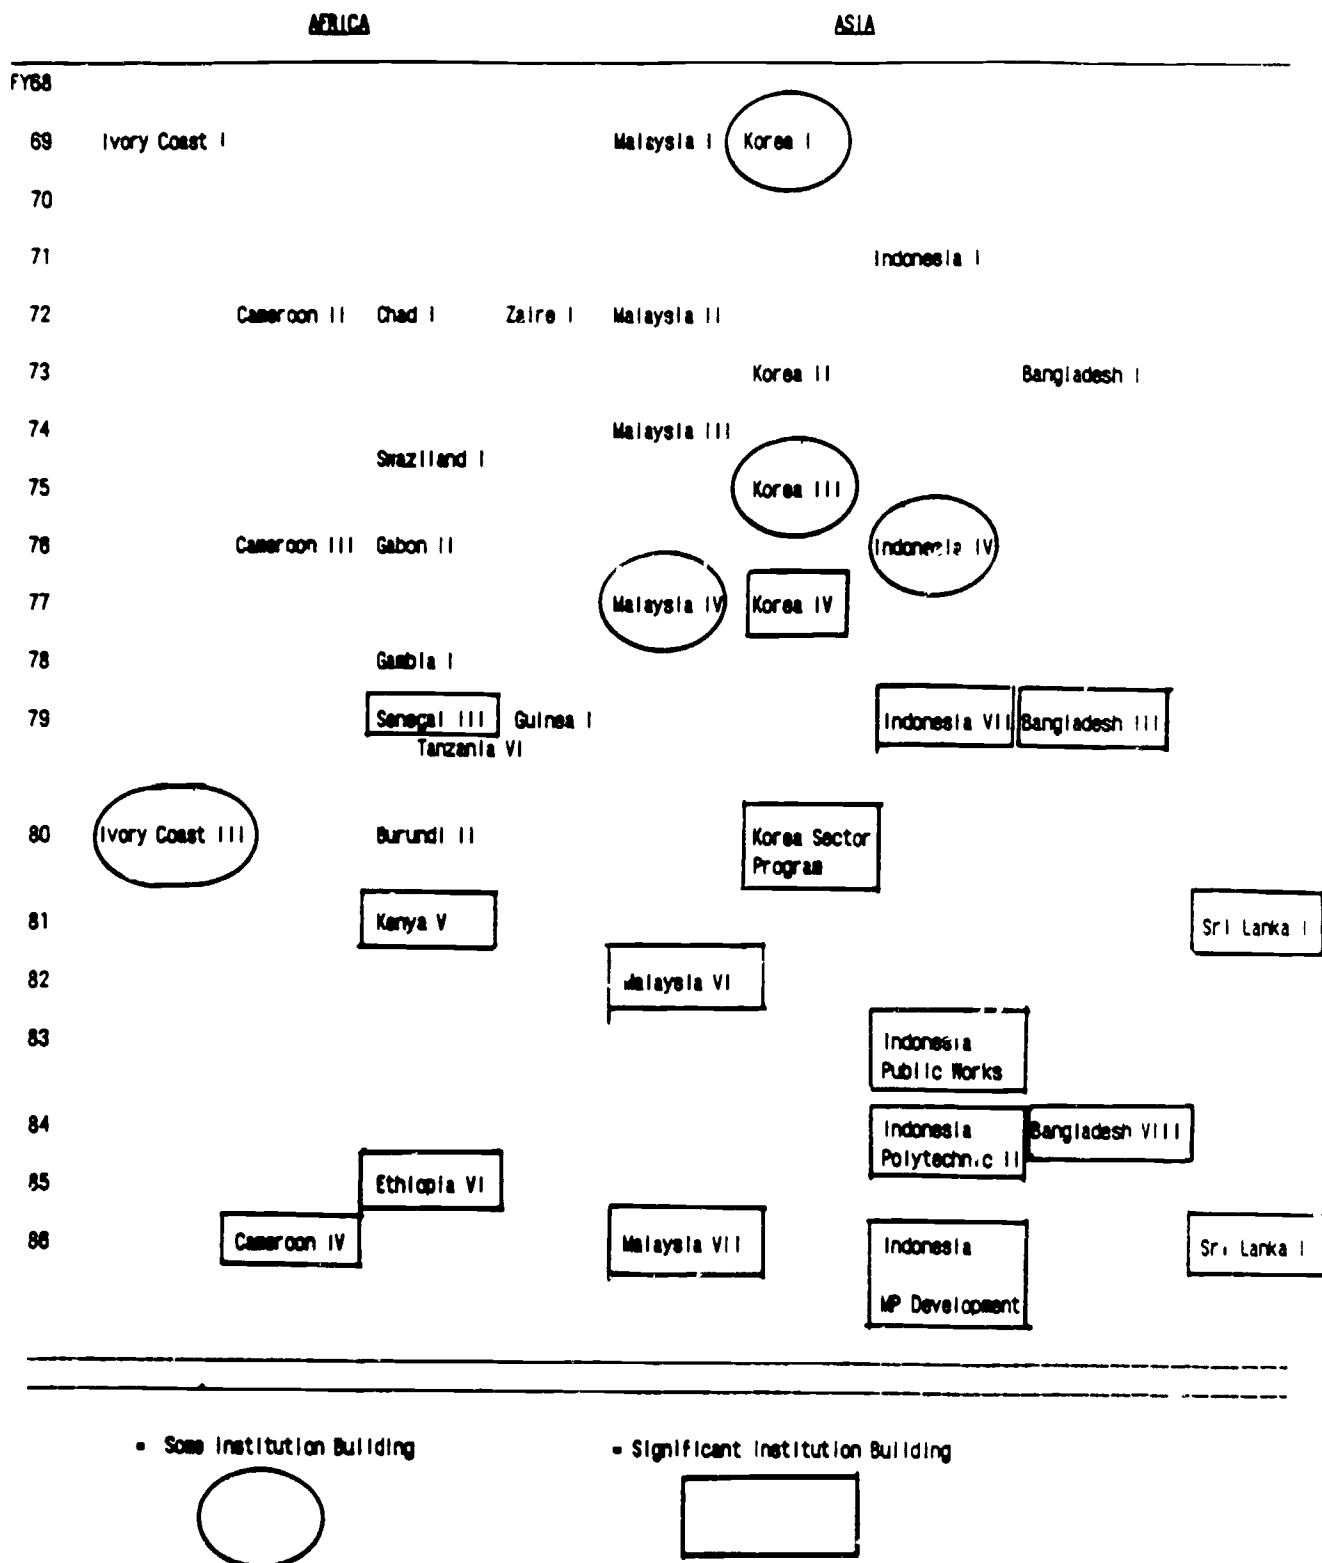 AFRICA ASIA
FY68
69 Ivory Coast I Malaysia I Korea I
70
71 Indonesia I
72 Cameroon II Chad I Zaire I Malaysia II
73 Korea II Bangladesh I
74 Malaysia III
Swaziland I
75 Korea III
76 Cameroon III Gabon II Indonesia IV
77 Malaysia IV Korea IV
78 Gambia I
79 Senegal III Guinea I Indonesia VII Bangladesh III
Tanzania VI
80 Ivory Coast III Burundi II Korea Sector
Program
81 Kenya V Sri Lanka I
82 Malaysia VI
83 Indonesia
Public Works
84 Indonesia Bangladesh VIII
Polytechnic II
85 Ethiopia VI
86 Cameroon IV Malaysia VII Indonesia Sri Lanka I
MP Development
= Some Institution Building = Significant Institution Building